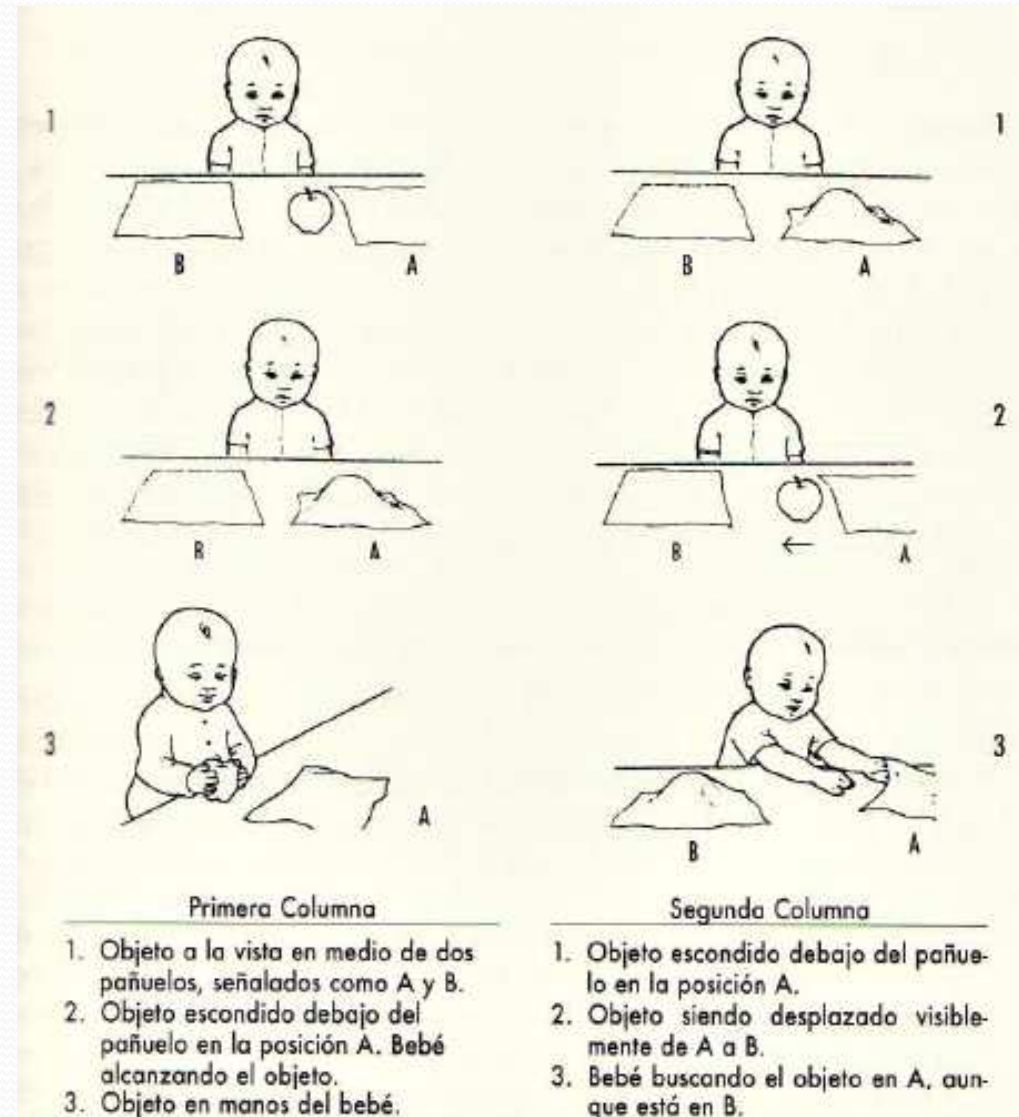 1
B
A
1
B
A
2
B
A
2
B
A
3
A
3
B
A
Primera Columna
1. Objeto a la vista en medio de dos
pañuelos, señalados como A y B.
2. Objeto escondido debajo del
pañuelo en la posición A. Bebé
alcanzando el objeto.
3. Objeto en manos del bebé.
Segunda Columna
1. Objeto escondido debajo del pañue-
lo en la posición A.
2. Objeto siendo desplazado visible-
mente de A a B.
3. Bebé buscando el objeto en A, aun-
que está en B.